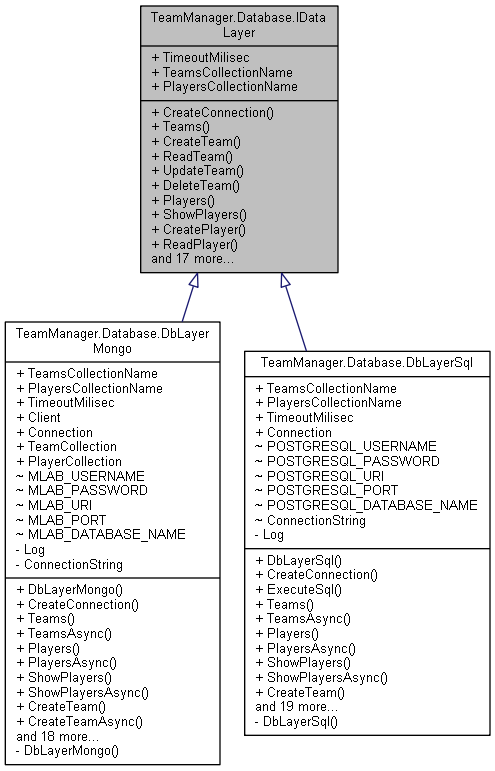 TeamManager.Database.IData
Layer
+ TimeoutMilisec
+ TeamsCollectionName
+ PlayersCollectionName
+ CreateConnection()
+ Teams()
+ CreateTeam()
+ ReadTeam()
+ UpdateTeam()
+ DeleteTeam()
+ Players()
+ ShowPlayers()
+ CreatePlayer()
+ ReadPlayer()
and 17 more...
TeamManager.Database.DbLayer
Mongo
+ TeamsCollectionName
+ PlayersCollectionName
+ TimeoutMilisec
+ Client
+ Connection
+ TeamCollection
+ PlayerCollection
~ MLAB_USERNAME
~ MLAB_PASSWORD
~ MLAB_URI
~ MLAB_PORT
~ MLAB_DATABASE_NAME
- Log
- ConnectionString
+ DbLayerMongo()
+ CreateConnection()
+ Teams()
+ TeamsAsync()
+ Players()
+ PlayersAsync()
+ ShowPlayers()
+ ShowPlayersAsync()
+ CreateTeam()
+ CreateTeamAsync()
and 18 more...
- DbLayerMongo()
TeamManager.Database.DbLayerSql
+ TeamsCollectionName
+ PlayersCollectionName
+ TimeoutMilisec
+ Connection
~ POSTGRESQL_USERNAME
~ POSTGRESQL_PASSWORD
~ POSTGRESQL_URI
~ POSTGRESQL_PORT
~ POSTGRESQL_DATABASE_NAME
~ ConnectionString
- Log
+ DbLayerSql()
+ CreateConnection()
+ ExecuteSql()
+ Teams()
+ TeamsAsync()
+ Players()
+ PlayersAsync()
+ ShowPlayers()
+ ShowPlayersAsync()
+ CreateTeam()
and 19 more...
- DbLayerSql()